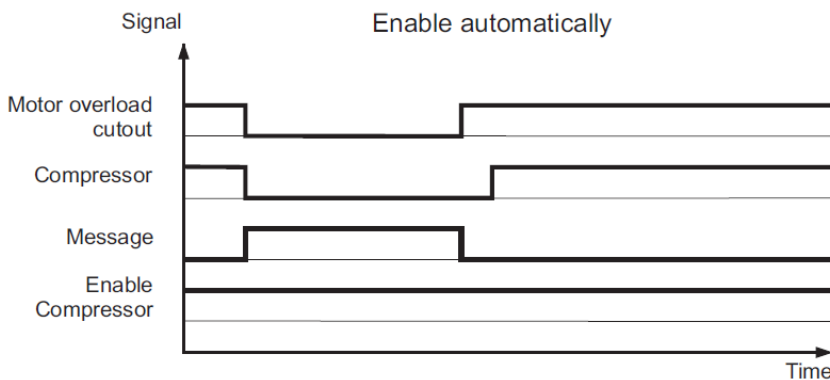 Signal
Enable automatically
Motor overload
cutout
Compressor
Message
Enable
Compressor
Time